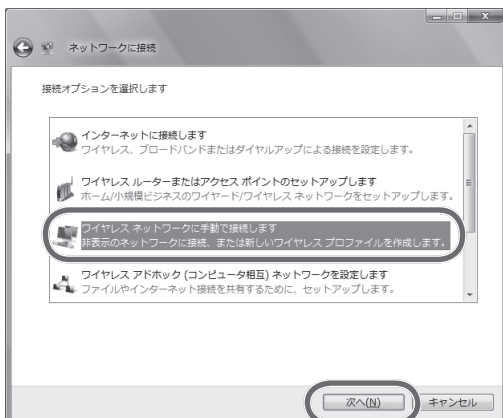 ネットワークに接続
接続オプションを選択します
インターネットに接続します
ワイヤレス、ブロードバンドまたはダイヤルアップによる接続を設定します。
ワイヤレス ルーターまたはアクセス ポイントのセットアップします
ホーム/小規模ビジネスのワイヤード/ワイヤレス ネットワークをセットアップします。
ワイヤレス ネットワークに手動で接続します
非表示のネットワークに接続、または新しいワイヤレス プロファイルを作成します。
ワイヤレス アドホック (コンピュータ相互) ネットワークを設定します
ファイルやインターネット接続を共有するために、セットアップします。
次へ(N)
キャンセル